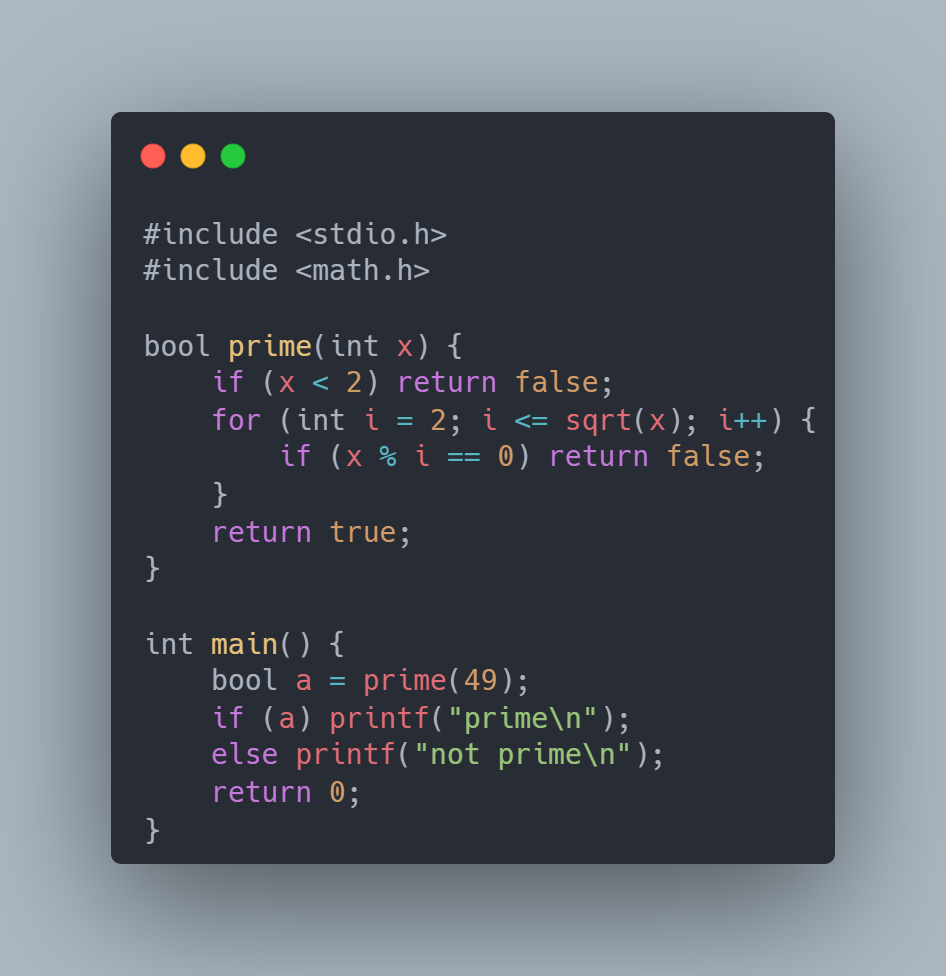 #include <stdio.h>
#include <math.h>

bool prime(int x) {
    if (x < 2) return false;
    for (int i = 2; i <= sqrt(x); i++) {
        if (x % i == 0) return false;
    }
    return true;
}

int main() {
    bool a = prime(49);
    if (a) printf("prime\n");
    else printf("not prime\n");
    return 0;
}